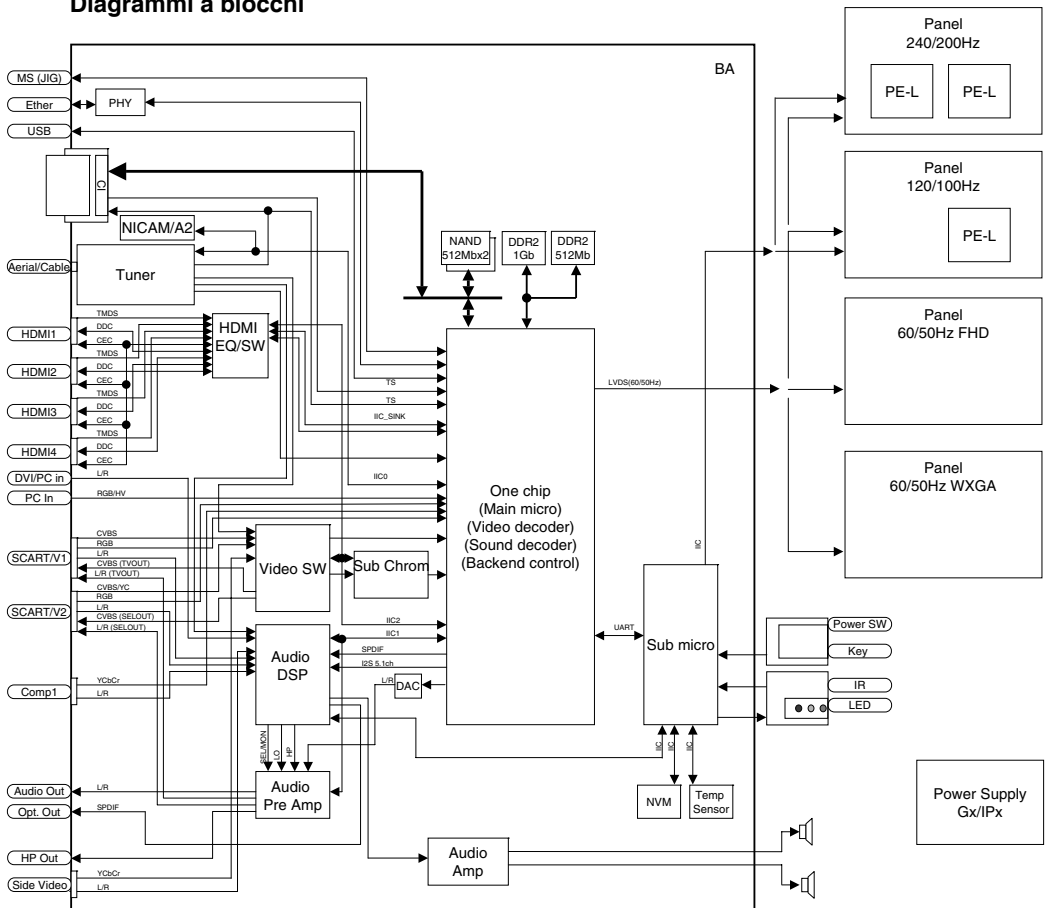 Diagrammi a blocchi
BA
MS (JIG)
Ether
PHY
USB
CI
NICAM/A2
Aerial/Cable
Tuner
NAND
512Mbx2
DDR2
1Gb
DDR2
512Mb
TMDS
DDC
CEC
HDMI1
TMDS
DDC
CEC
HDMI2
TMDS
DDC
CEC
HDMI3
TMDS
DDC
CEC
HDMI4
HDMI
EQ/SW
TS
TS
IIC_SINK
IIC0
DVI/PC in
L/R
PC In
RGB/HV
One chip
(Main micro)
(Video decoder)
(Sound decoder)
(Backend control)
LVDS(60/50Hz)
SCART/V1
CVBS
RGB
L/R
CVBS (TVOUT)
L/R (TVOUT)
SCART/V2
CVBS/YC
RGB
L/R
CVBS (SELOUT)
L/R (SELOUT)
Video SW
Sub Chrom
IIC2
IIC1
SPDIF
I2S 5.1ch
L/R
DAC
Audio
DSP
Comp1
YCbCr
L/R
SEL/MON
LO
HP
Audio
Pre Amp
Audio Out
L/R
Opt. Out
SPDIF
HP Out
Side Video
YCbCr
L/R
Audio
Amp
UART
Sub micro
IIC
IIC
IIC
IIC
NVM
Temp
Sensor
Panel
240/200Hz
PE-L
PE-L
Panel
120/100Hz
PE-L
Panel
60/50Hz FHD
Panel
60/50Hz WXGA
Power SW
Key
IR
LED
Power Supply
Gx/IPx